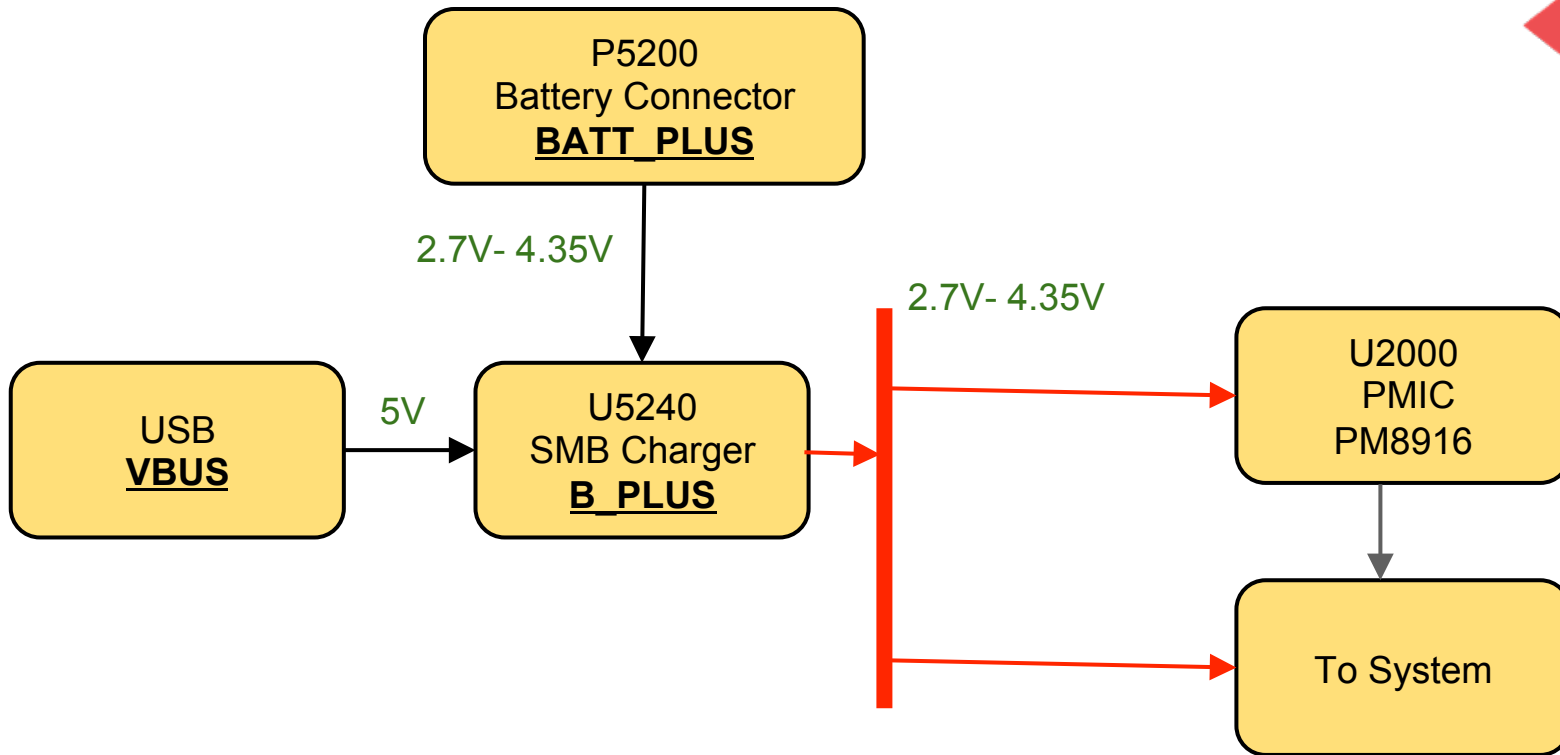 P5200
Battery Connector
BATT_PLUS
2.7V- 4.35V
2.7V- 4.35V
USB
VBUS
5V
U5240
SMB Charger
B_PLUS
U2000
PMIC
PM8916
To System